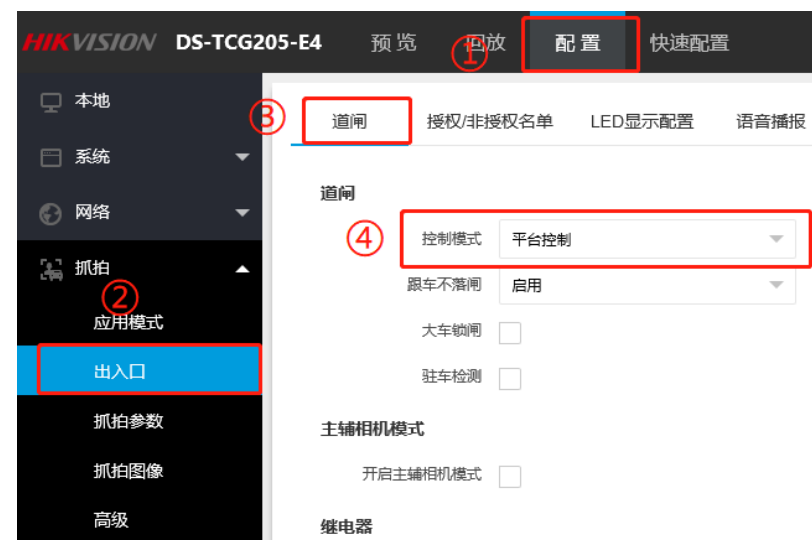 HIKVISION DS-TCG205-E4 预览 回放 配置 快速配置
①
本地
③ 道闸 授权/非授权名单 LED显示配置 语音播报
系统
道闸
网络
④ 控制模式 平台控制
抓拍
跟车不落闸 启用
②
应用模式
大车锁闸
出入口
驻车检测
抓拍参数
主辅相机模式
抓拍图像
开启主辅相机模式
高级
继电器